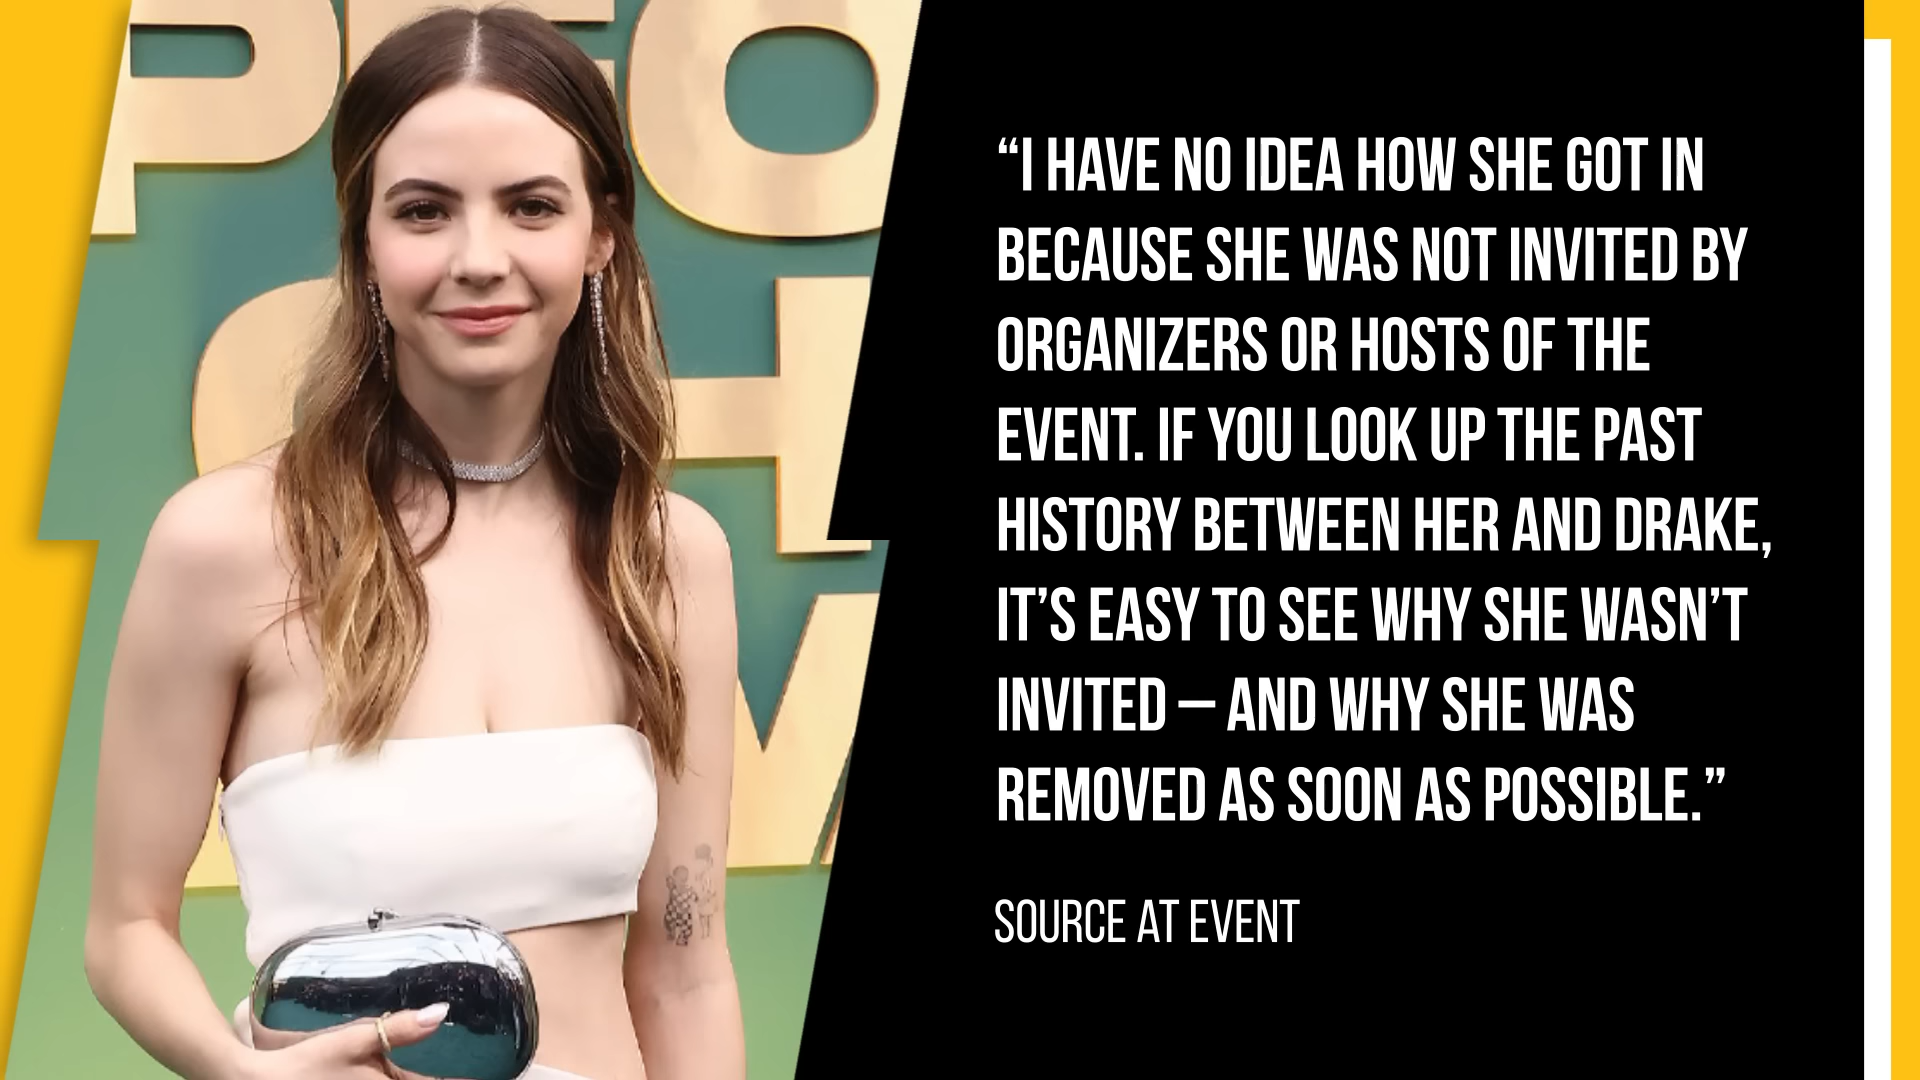 PEO
CH
“I HAVE NO IDEA HOW SHE GOT IN
BECAUSE SHE WAS NOT INVITED BY
ORGANIZERS OR HOSTS OF THE
EVENT. IF YOU LOOK UP THE PAST
HISTORY BETWEEN HER AND DRAKE,
IT’S EASY TO SEE WHY SHE WASN’T
INVITED – AND WHY SHE WAS
REMOVED AS SOON AS POSSIBLE.”
SOURCE AT EVENT